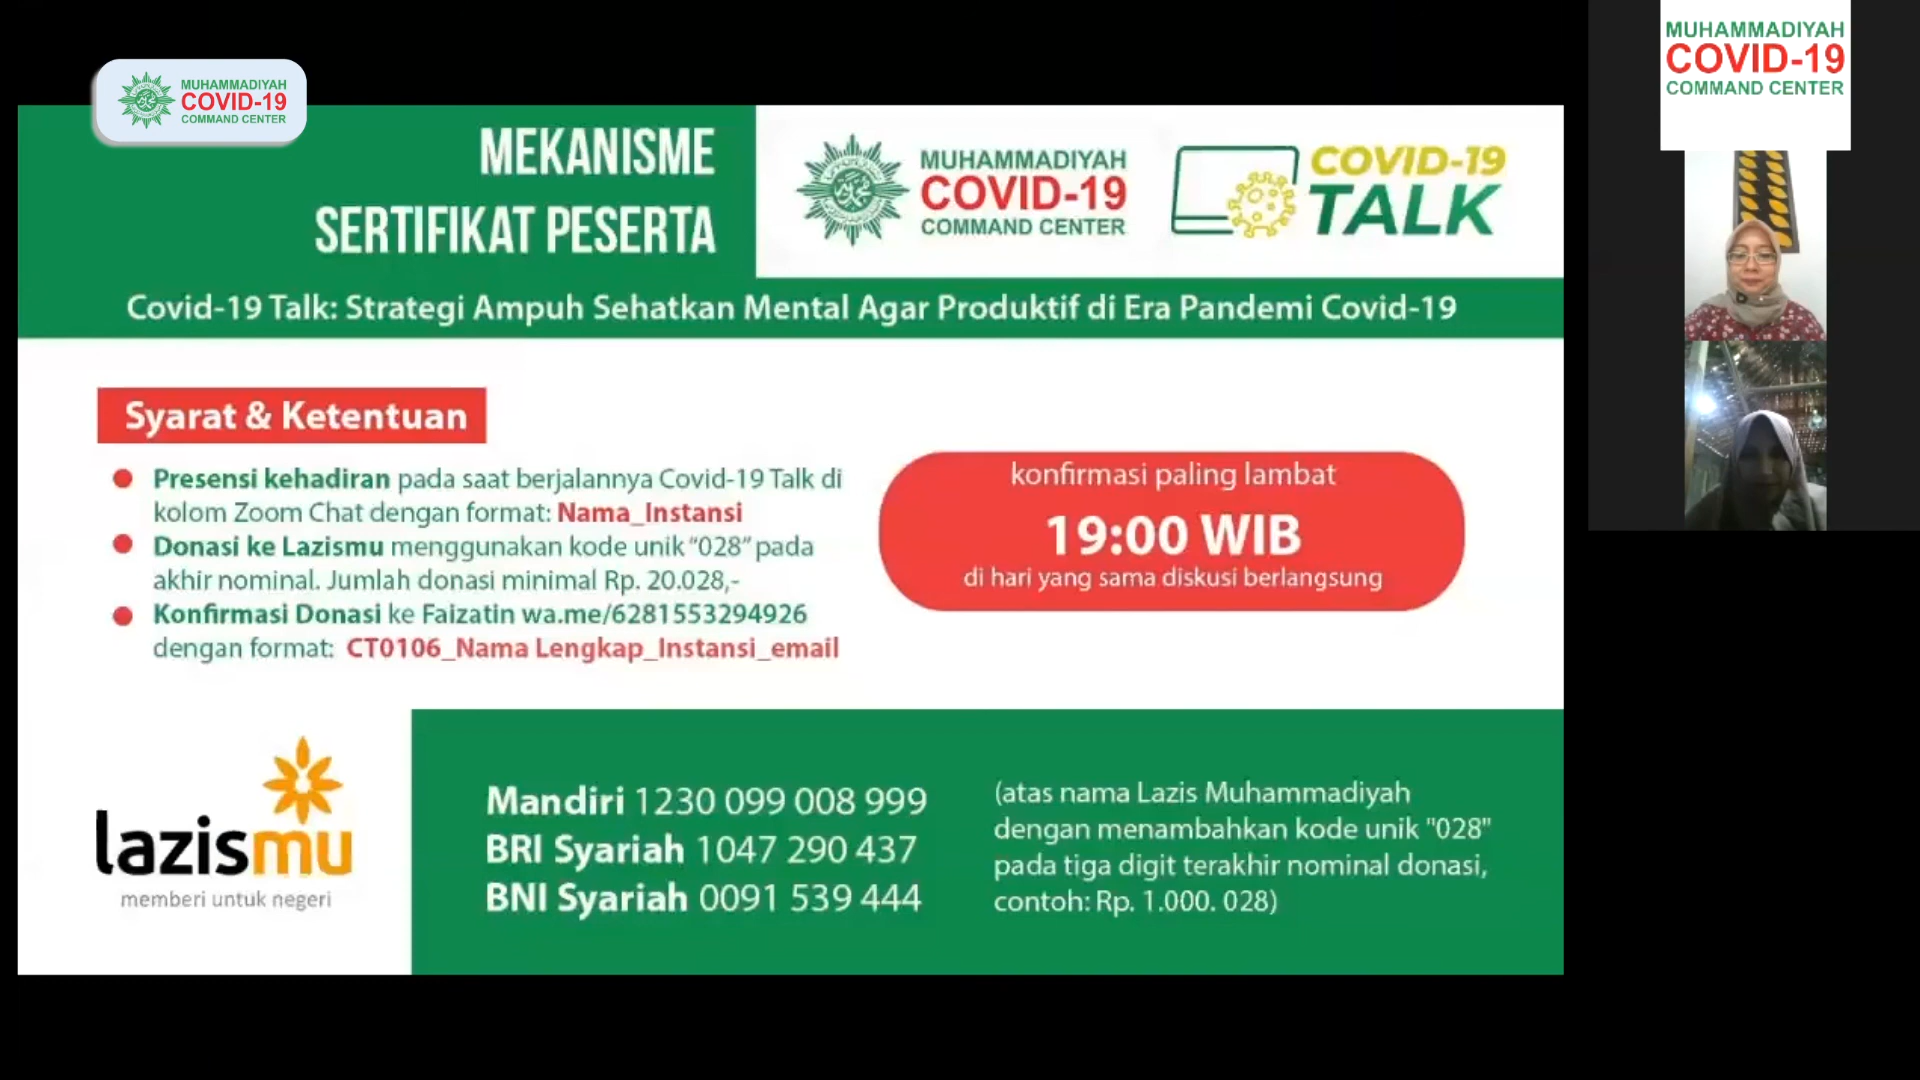 MUHAMMADIYAH
COVID-19
COMMAND CENTER
MEKANISME
SERTIFIKAT PESERTA
MUHAMMADIYAH
COVID-19
COMMAND CENTER
COVID-19
TALK
Covid-19 Talk: Strategi Ampuh Sehatkan Mental Agar Produktif di Era Pandemi Covid-19
Syarat & Ketentuan
Presensi kehadiran pada saat berjalannya Covid-19 Talk di
kolom Zoom Chat dengan format: Nama_Instansi
Donasi ke Lazismu menggunakan kode unik “028” pada
akhir nominal. Jumlah donasi minimal Rp. 20.028,-
Konfirmasi Donasi ke Faizatin wa.me/6281553294926
dengan format: CT0106_Nama Lengkap_Instansi_email
konfirmasi paling lambat
19:00 WIB
di hari yang sama diskusi berlangsung
lazismu
memberi untuk negeri
Mandiri 1230 099 008 999
BRI Syariah 1047 290 437
BNI Syariah 0091 539 444
(atas nama Lazis Muhammadiyah
dengan menambahkan kode unik "028"
pada tiga digit terakhir nominal donasi,
contoh: Rp. 1.000. 028)
MUHAMMADIYAH
COVID-19
COMMAND CENTER